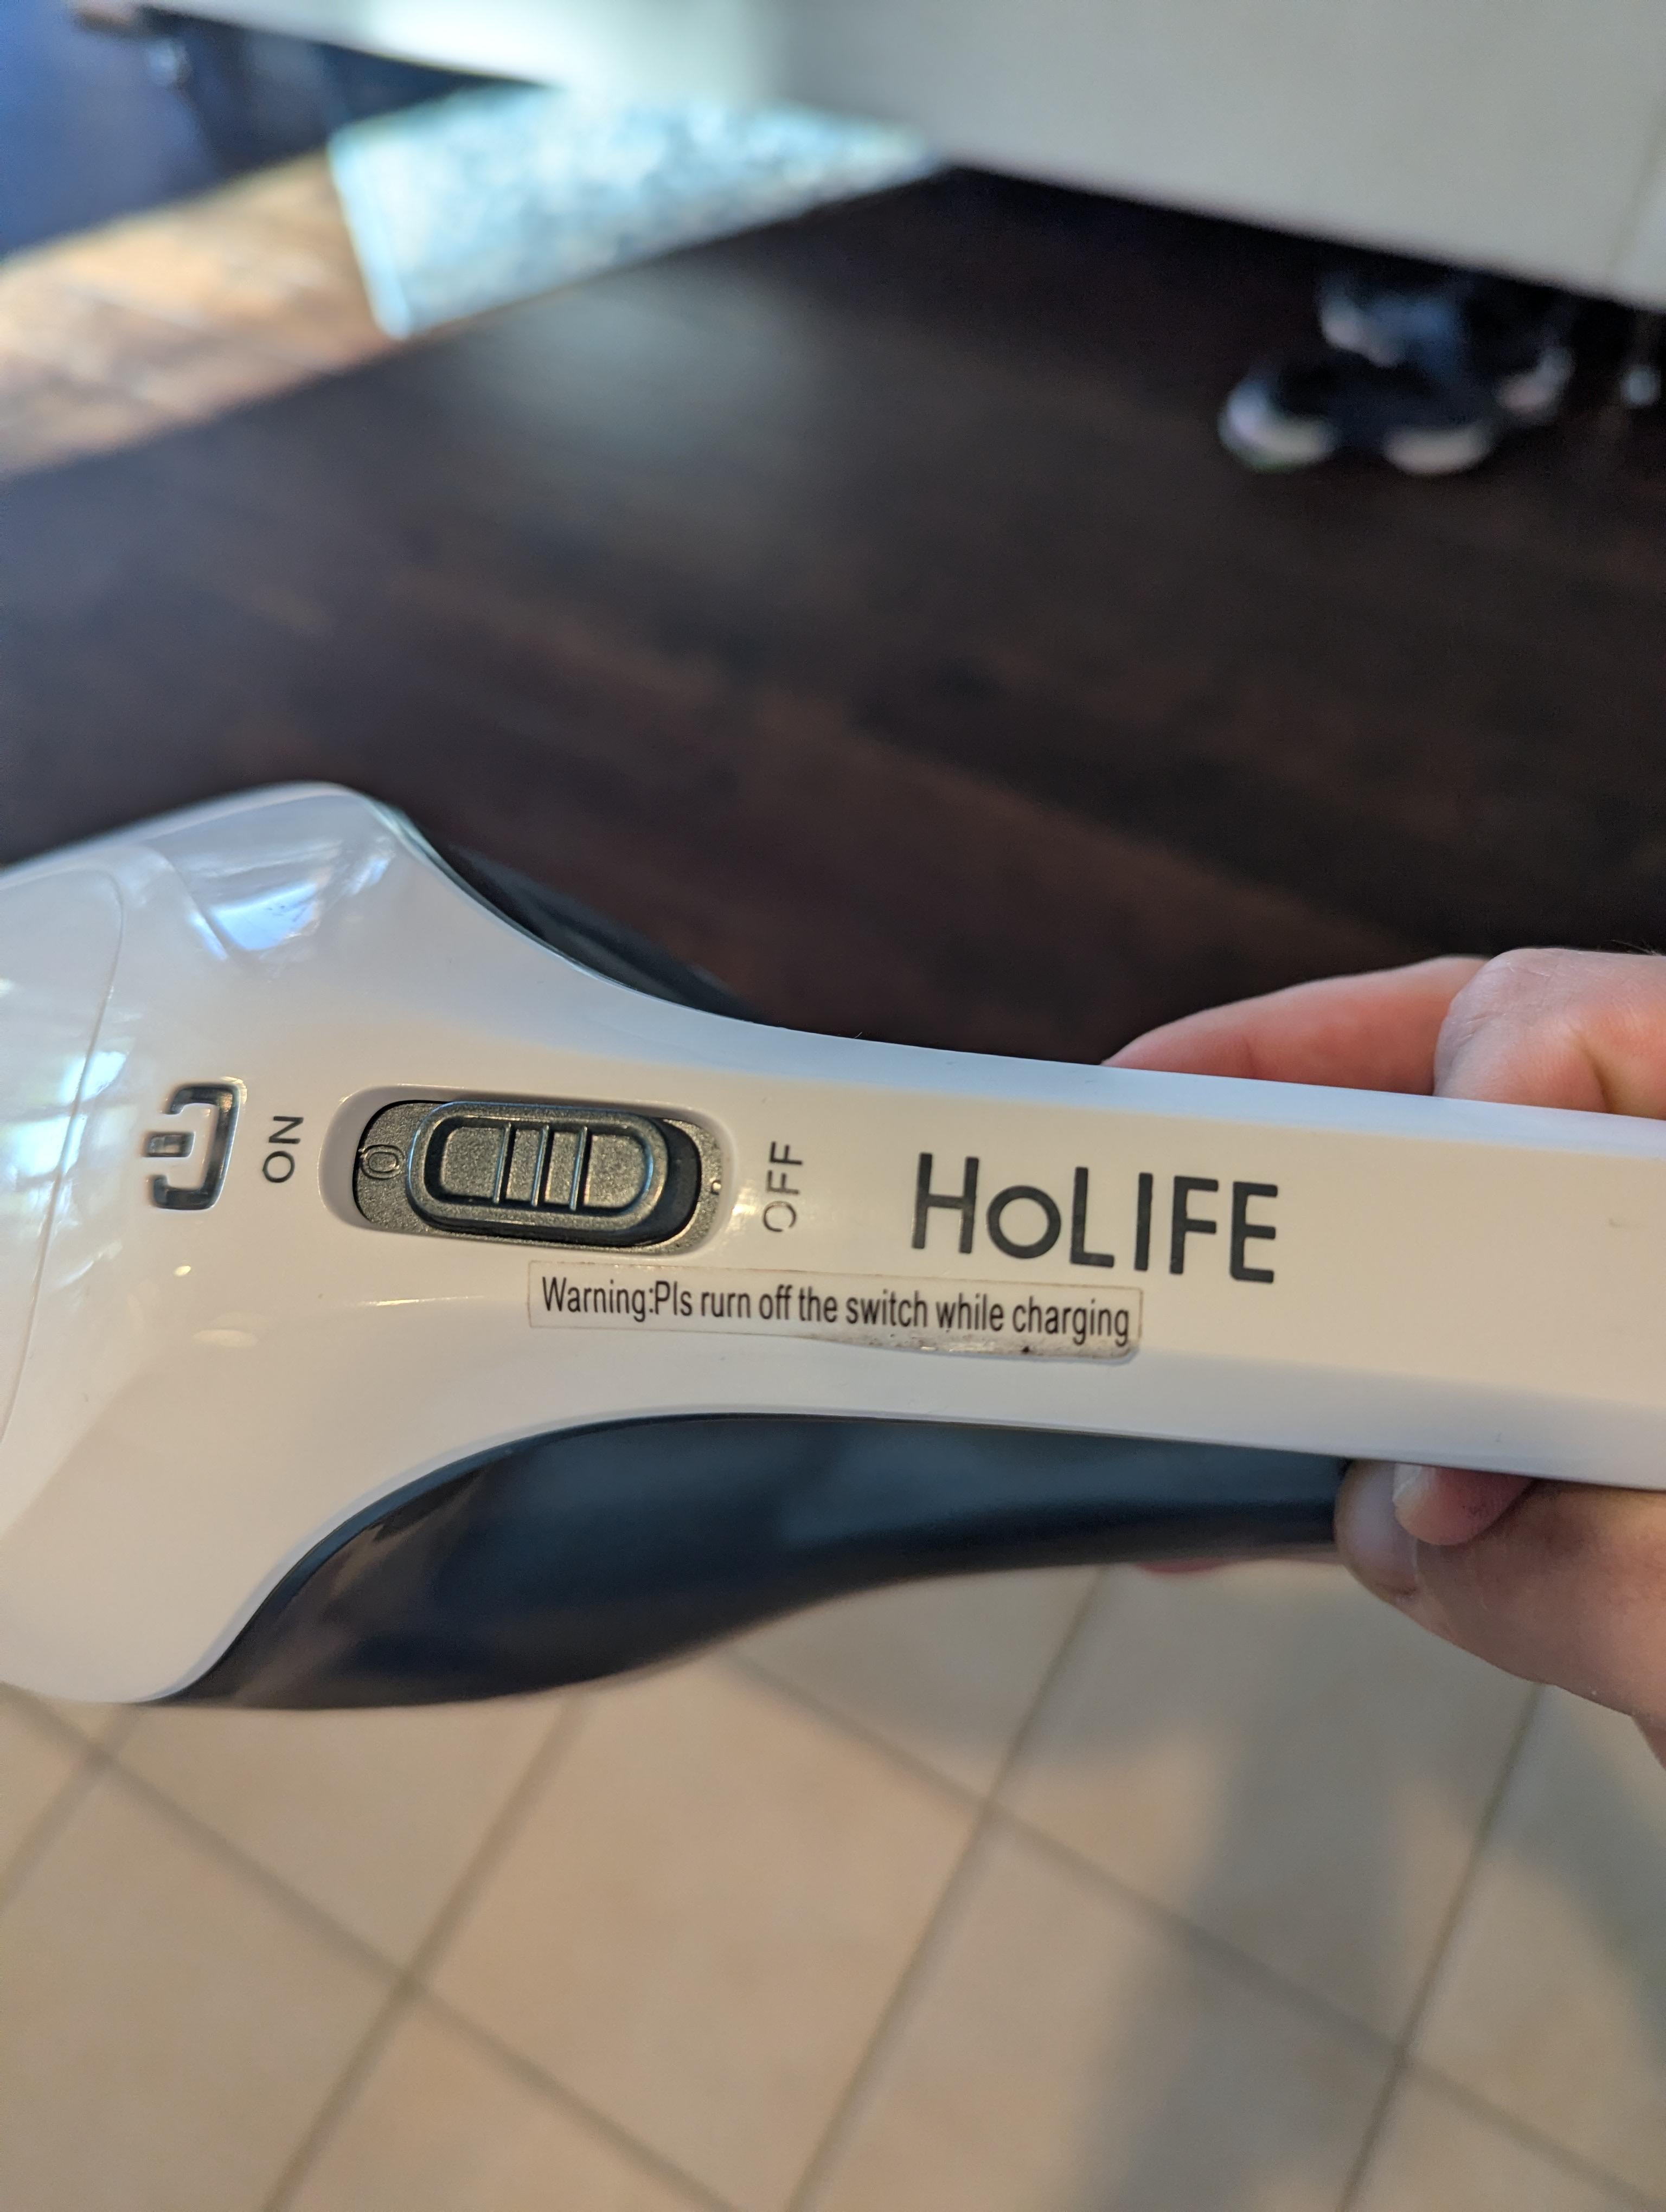 ON
OFF
HoLIFE
Warning:Pls rurn off the switch while charging